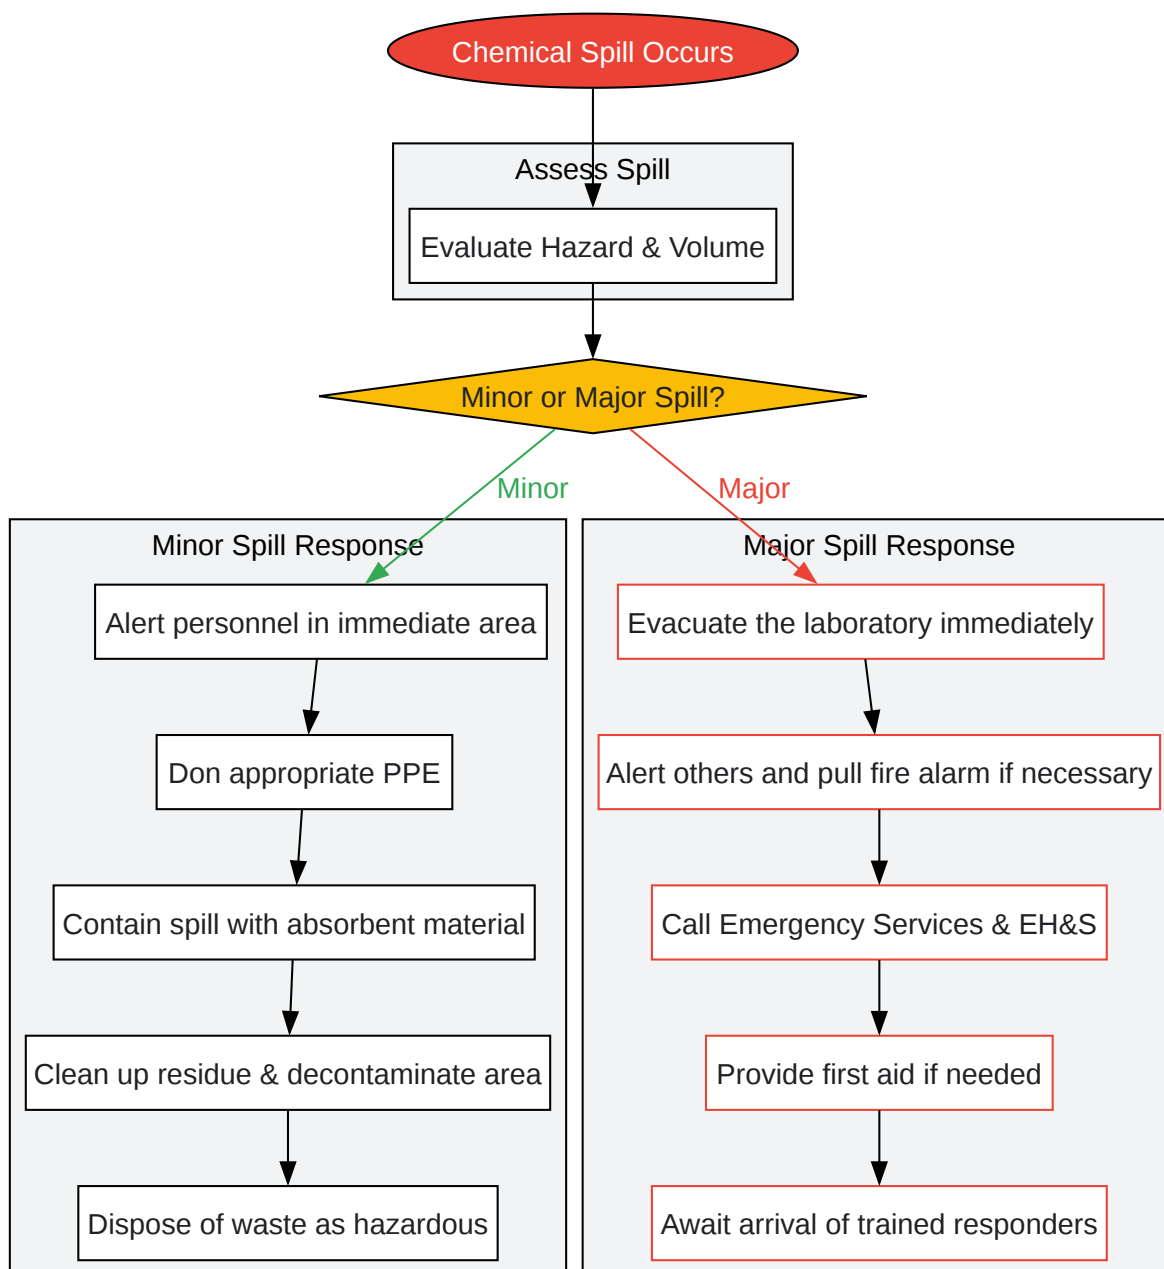 Chemical Spill Occurs
Assess Spill
Evaluate Hazard & Volume
Minor or Major Spill?
Minor
Major
Minor Spill Response
Alert personnel in immediate area
Don appropriate PPE
Contain spill with absorbent material
Clean up residue & decontaminate area
Dispose of waste as hazardous
Major Spill Response
Evacuate the laboratory immediately
Alert others and pull fire alarm if necessary
Call Emergency Services & EH&S
Provide first aid if needed
Await arrival of trained responders